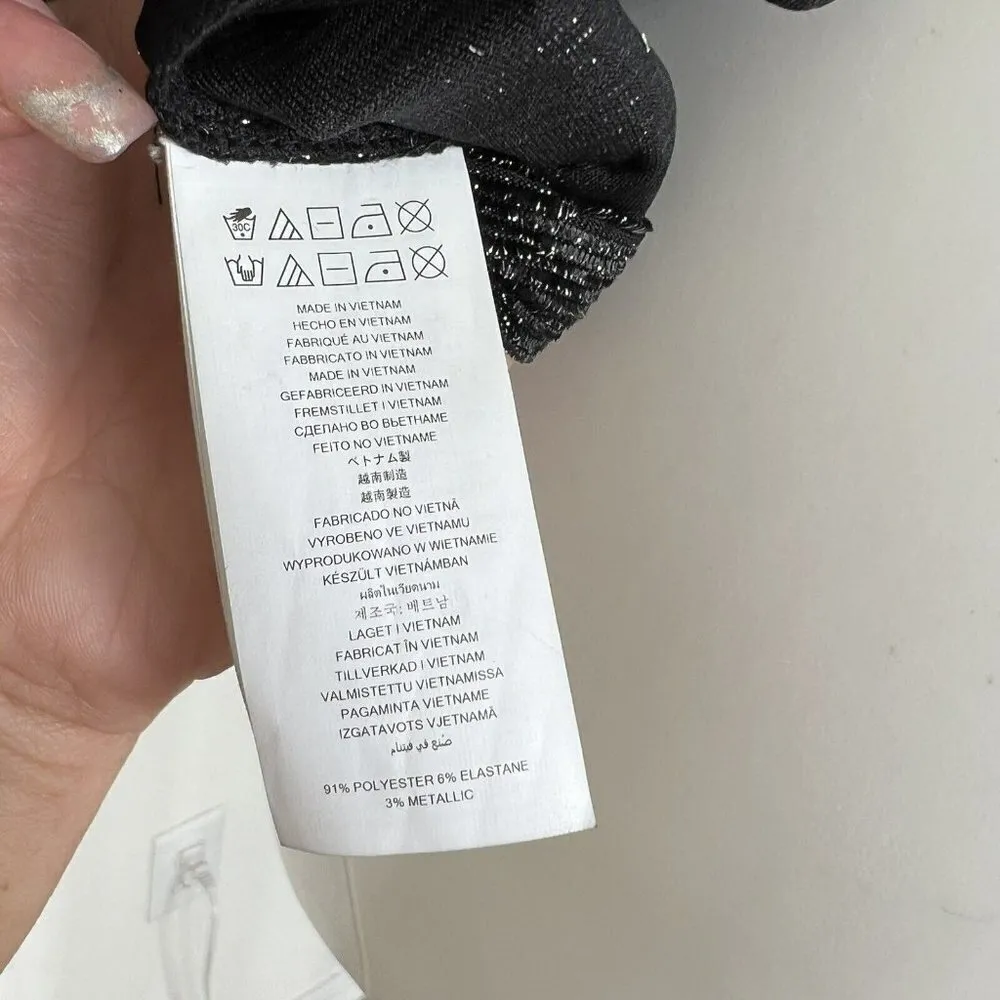 30C
MADE IN VIETNAM
HECHO EN VIETNAM
FABRIQUÉ AU VIETNAM
FABBRICATO IN VIETNAM
MADE IN VIETNAM
GEFABRICEERD IN VIETNAM
FREMSTILLET I VIETNAM
СДЕЛАНО ВО ВЬЕТНАМЕ
FEITO NO VIETNAME
ベトナム製
越南制造
越南製造
FABRICADO NO VIETNÃ
VYROBENO VE VIETNAMU
WYPRODUKOWANO W WIETNAMIE
KÉSZÜLT VIETNÁMBAN
ผลิตในเวียดนาม
제조국: 베트남
LAGET I VIETNAM
FABRICAT ÎN VIETNAM
TILLVERKAD I VIETNAM
VALMISTETTU VIETNAMISSA
PAGAMINTA VIETNAME
IZGATAVOTS VJETNAMĀ
صُنع في فيتنام
91% POLYESTER 6% ELASTANE
3% METALLIC